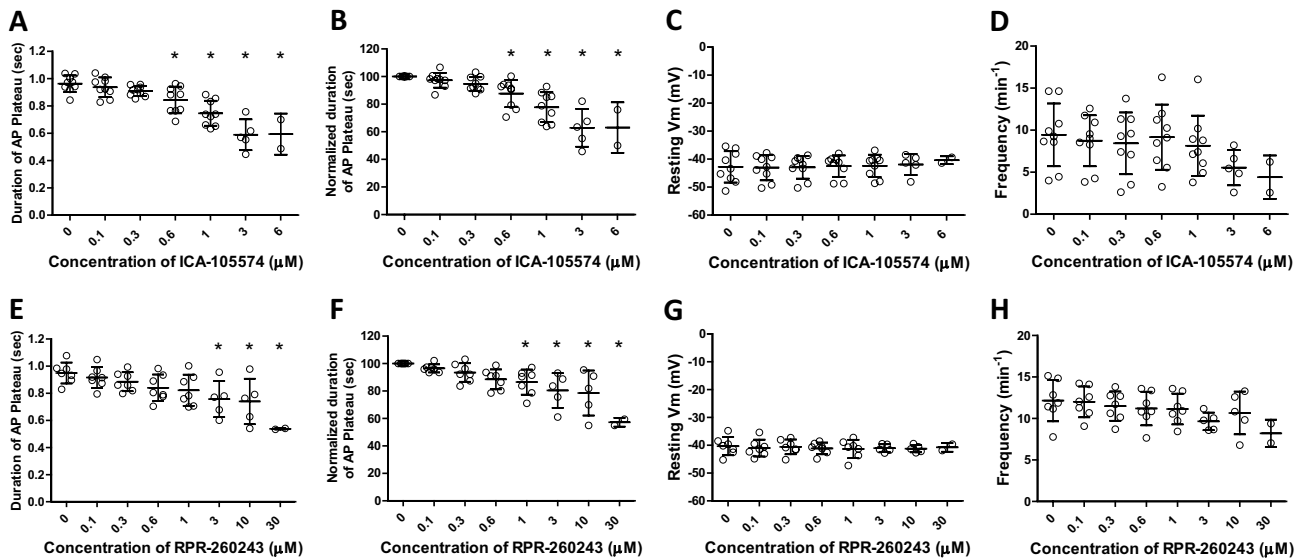 A
Duration of AP Plateau (sec)
1.2
1.0
0.8
0.6
0.4
0.2
0.0
* * * *
0 0.1 0.3 0.6 1 3 6
Concentration of ICA-105574 (μM)
B
Normalized duration
of AP Plateau (sec)
120
100
80
60
40
20
0
* * * *
0 0.1 0.3 0.6 1 3 6
Concentration of ICA-105574 (μM)
C
Resting Vm (mV)
0
-10
-20
-30
-40
-50
-60
0 0.1 0.3 0.6 1 3 6
Concentration of ICA-105574 (μM)
D
Frequency (min-1)
20
15
10
5
0
0 0.1 0.3 0.6 1 3 6
Concentration of ICA-105574 (μM)
E
Duration of AP Plateau (sec)
1.2
1.0
0.8
0.6
0.4
0.2
0.0
* * *
0 0.1 0.3 0.6 1 3 10 30
Concentration of RPR-260243 (μM)
F
Normalized duration
of AP Plateau (sec)
120
100
80
60
40
20
0
* * * *
0 0.1 0.3 0.6 1 3 10 30
Concentration of RPR-260243 (μM)
G
Resting Vm (mV)
0
-10
-20
-30
-40
-50
-60
0 0.1 0.3 0.6 1 3 10 30
Concentration of RPR-260243 (μM)
H
Frequency (min-1)
20
15
10
5
0
0 0.1 0.3 0.6 1 3 10 30
Concentration of RPR-260243 (μM)